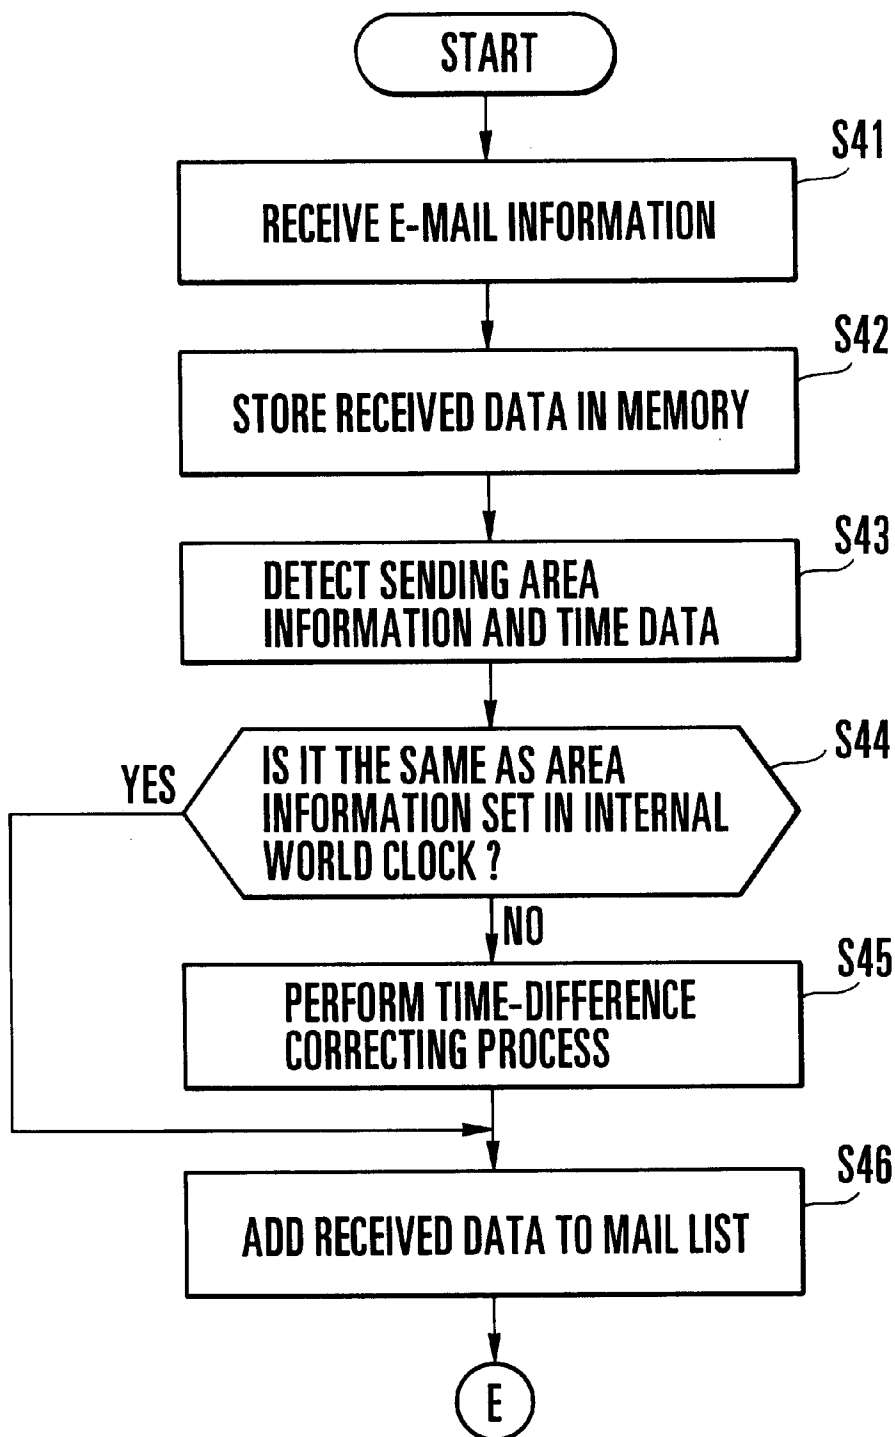 START
S41
RECEIVE E-MAIL INFORMATION
S42
STORE RECEIVED DATA IN MEMORY
S43
DETECT SENDING AREA
INFORMATION AND TIME DATA
S44
YES
IS IT THE SAME AS AREA
INFORMATION SET IN INTERNAL
WORLD CLOCK ?
NO
S45
PERFORM TIME-DIFFERENCE
CORRECTING PROCESS
S46
ADD RECEIVED DATA TO MAIL LIST
E